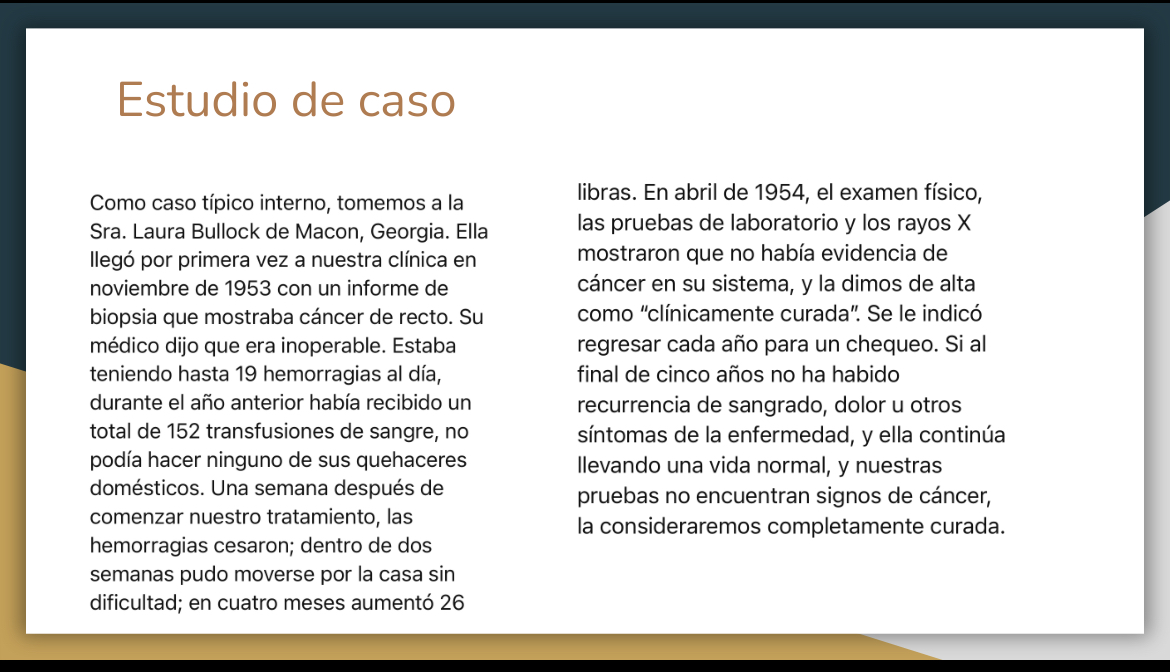 Estudio de caso
Como caso típico interno, tomemos a la
Sra. Laura Bullock de Macon, Georgia. Ella
llegó por primera vez a nuestra clínica en
noviembre de 1953 con un informe de
biopsia que mostraba cáncer de recto. Su
médico dijo que era inoperable. Estaba
teniendo hasta 19 hemorragias al día,
durante el año anterior había recibido un
total de 152 transfusiones de sangre, no
podía hacer ninguno de sus quehaceres
domésticos. Una semana después de
comenzar nuestro tratamiento, las
hemorragias cesaron; dentro de dos
semanas pudo moverse por la casa sin
dificultad; en cuatro meses aumentó 26
libras. En abril de 1954, el examen físico,
las pruebas de laboratorio y los rayos X
mostraron que no había evidencia de
cáncer en su sistema, y la dimos de alta
como “clínicamente curada”. Se le indicó
regresar cada año para un chequeo. Si al
final de cinco años no ha habido
recurrencia de sangrado, dolor u otros
síntomas de la enfermedad, y ella continúa
llevando una vida normal, y nuestras
pruebas no encuentran signos de cáncer,
la consideraremos completamente curada.